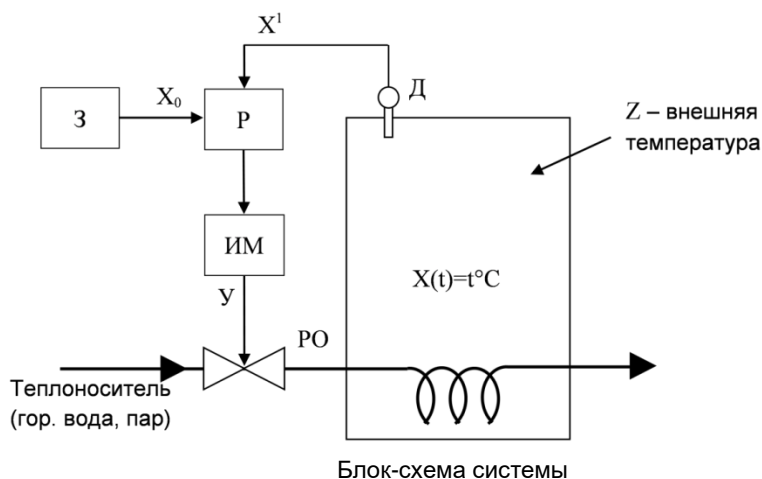 X¹
Д
З
X₀
Р
Z – внешняя
температура
ИМ
X(t)=t°C
У
РО
Теплоноситель
(гор. вода, пар)
Блок-схема системы